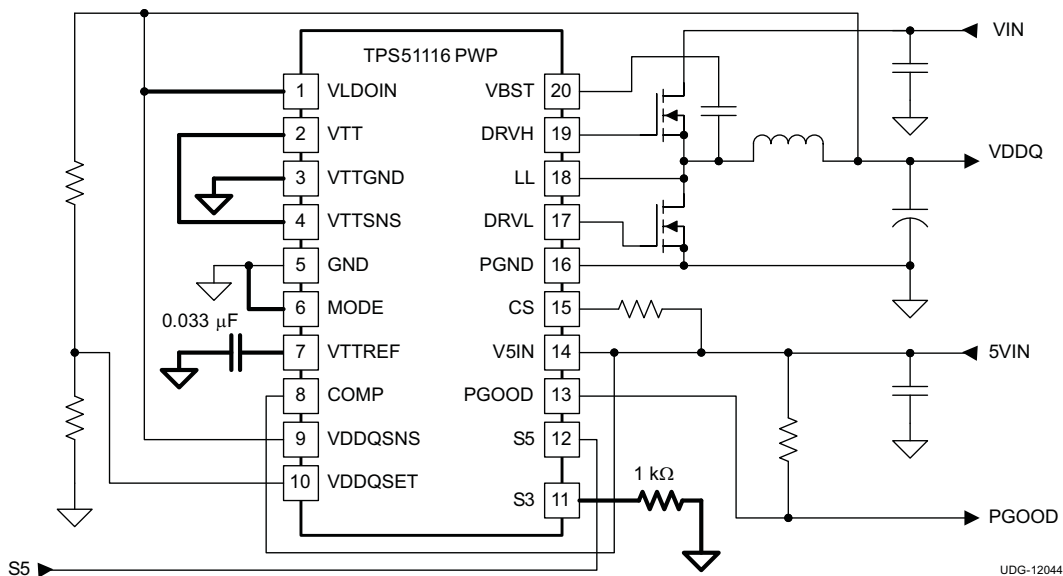 TPS51116 PWP
VIN
1 VLDOIN
VBST 20
2 VTT
DRVH 19
VDDQ
3 VTTGND
LL 18
4 VTTSNS
DRVL 17
5 GND
PGND 16
6 MODE
CS 15
0.033 μF
7 VTTREF
V5IN 14
5VIN
8 COMP
PGOOD 13
9 VDDQSNS
S5 12
10 VDDQSET
1 kΩ
S3 11
PGOOD
S5
UDG-12044